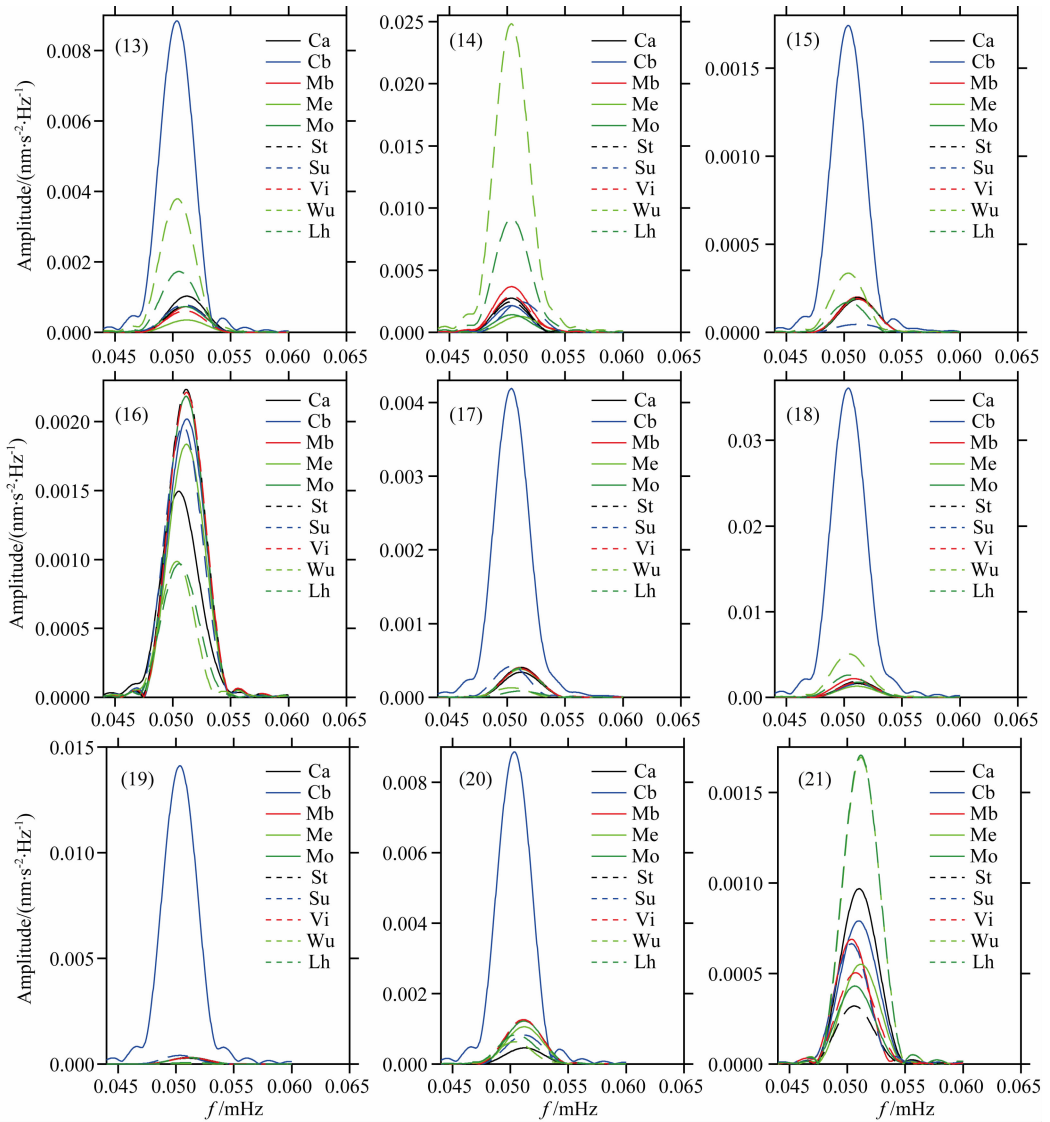 (13)
Amplitude/(nm·s⁻²·Hz⁻¹)
0.008
0.006
0.004
0.002
0.000
0.045 0.050 0.055 0.060 0.065
Ca
Cb
Mb
Me
Mo
St
Su
Vi
Wu
Lh
(14)
0.025
0.020
0.015
0.010
0.005
0.000
0.045 0.050 0.055 0.060 0.065
Ca
Cb
Mb
Me
Mo
St
Su
Vi
Wu
Lh
(15)
0.0015
0.0010
0.0005
0.0000
0.045 0.050 0.055 0.060 0.065
Ca
Cb
Mb
Me
Mo
St
Su
Vi
Wu
Lh
(16)
Amplitude/(nm·s⁻²·Hz⁻¹)
0.0020
0.0015
0.0010
0.0005
0.0000
0.045 0.050 0.055 0.060 0.065
Ca
Cb
Mb
Me
Mo
St
Su
Vi
Wu
Lh
(17)
0.004
0.003
0.002
0.001
0.000
0.045 0.050 0.055 0.060 0.065
Ca
Cb
Mb
Me
Mo
St
Su
Vi
Wu
Lh
(18)
0.03
0.02
0.01
0.00
0.045 0.050 0.055 0.060 0.065
Ca
Cb
Mb
Me
Mo
St
Su
Vi
Wu
Lh
(19)
Amplitude/(nm·s⁻²·Hz⁻¹)
0.015
0.010
0.005
0.000
0.045 0.050 0.055 0.060 0.065
f/mHz
Ca
Cb
Mb
Me
Mo
St
Su
Vi
Wu
Lh
(20)
0.008
0.006
0.004
0.002
0.000
0.045 0.050 0.055 0.060 0.065
f/mHz
Ca
Cb
Mb
Me
Mo
St
Su
Vi
Wu
Lh
(21)
0.0015
0.0010
0.0005
0.0000
0.045 0.050 0.055 0.060 0.065
f/mHz
Ca
Cb
Mb
Me
Mo
St
Su
Vi
Wu
Lh